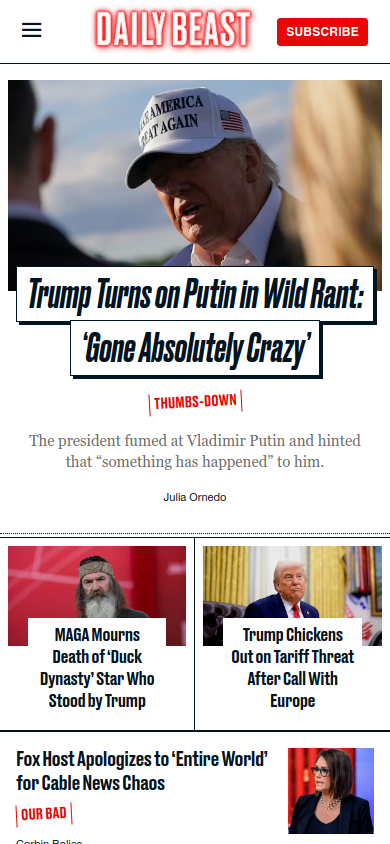 DAILY BEAST
SUBSCRIBE
AMERICA
EAT AGAIN
Trump Turns on Putin in Wild Rant:
‘Gone Absolutely Crazy’
THUMBS-DOWN
The president fumed at Vladimir Putin and hinted
that “something has happened” to him.
Julia Ornedo
MAGA Mourns
Death of ‘Duck
Dynasty’ Star Who
Stood by Trump
Trump Chickens
Out on Tariff Threat
After Call With
Europe
Fox Host Apologizes to ‘Entire World’
for Cable News Chaos
OUR BAD
Corbin Bolies